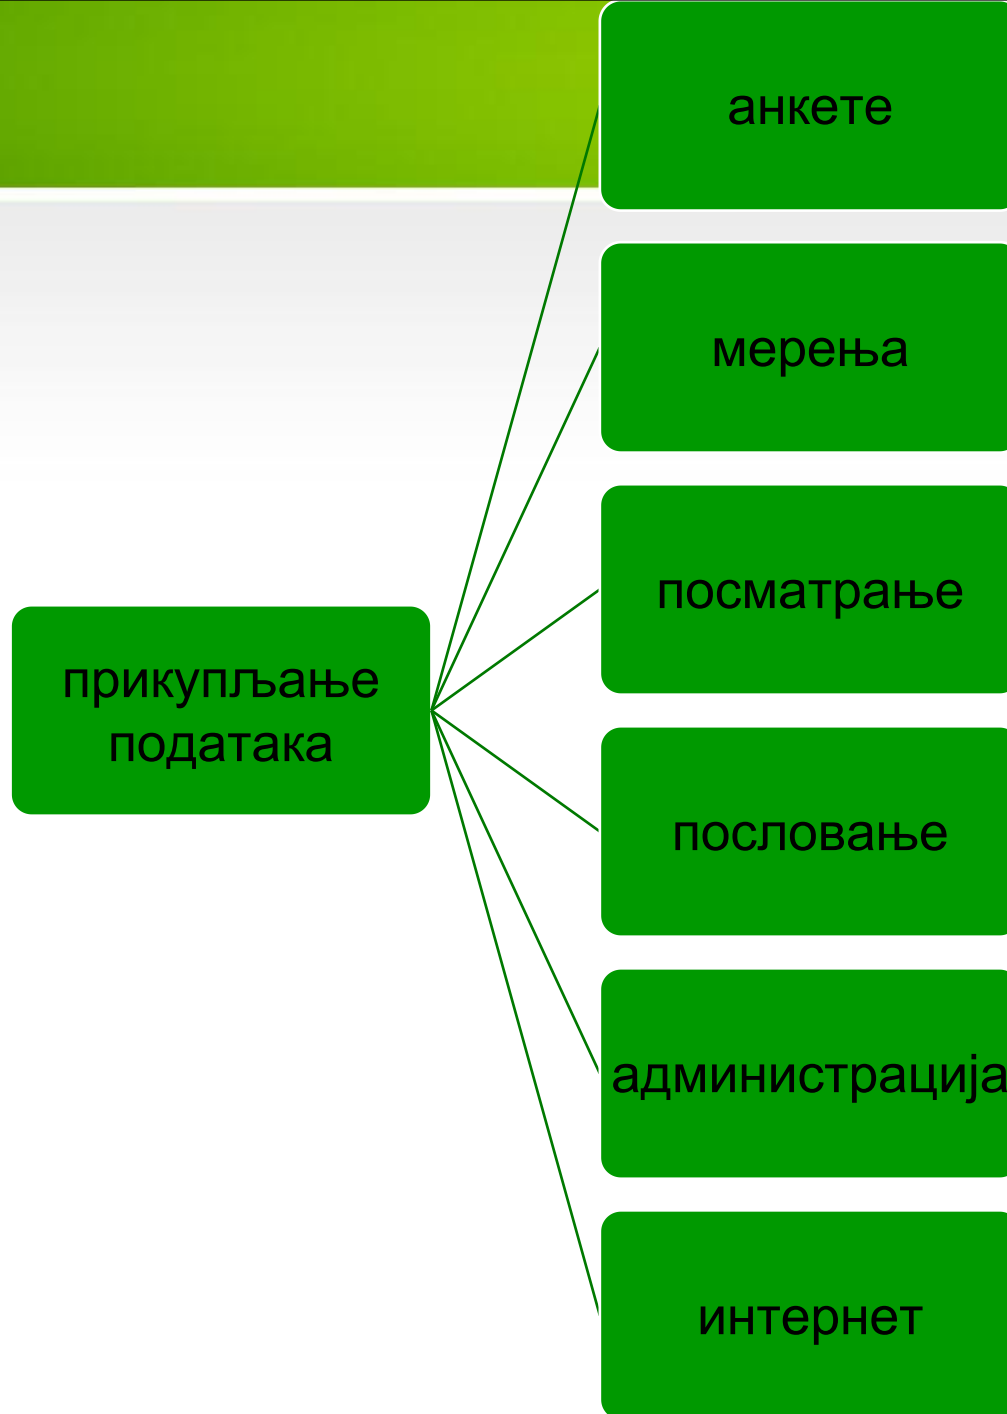 анкете
мерења
посматрање
прикупљање
података
пословање
администрација
интернет